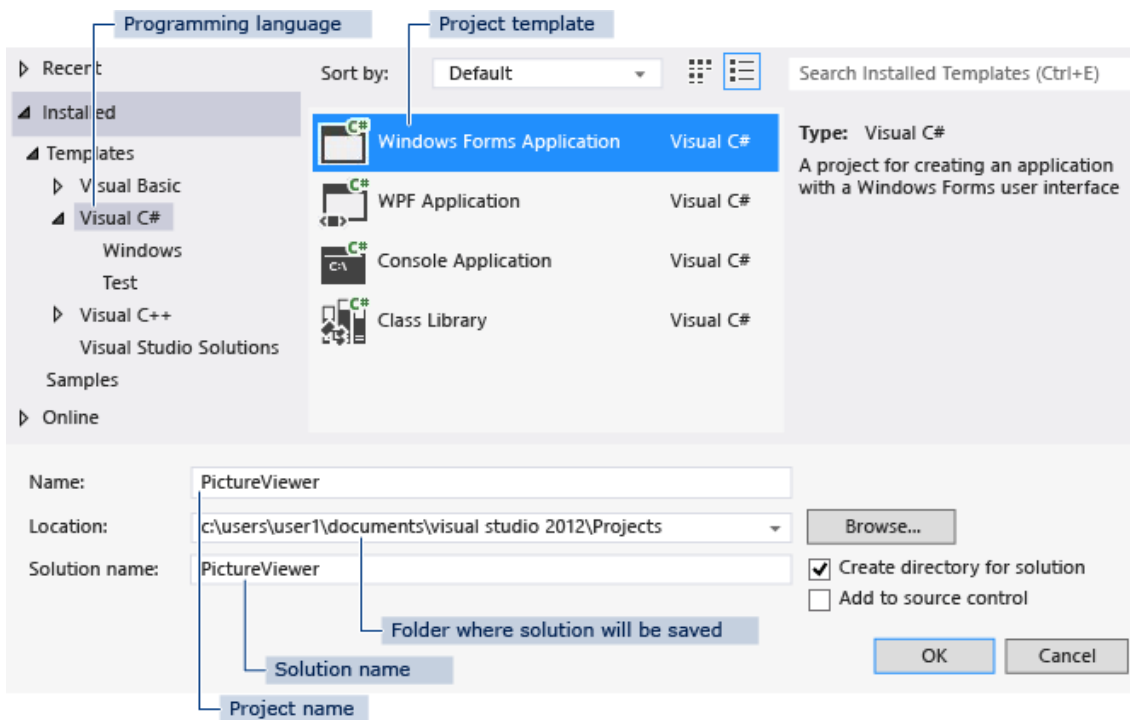 Programming language
Project template
Recent
Sort by:
Default
Search Installed Templates (Ctrl+E)
Installed
Templates
Visual Basic
Visual C#
Windows
Test
Visual C++
Visual Studio Solutions
Samples
Online
C#
Windows Forms Application Visual C#
C#
WPF Application Visual C#
C#
C:\
Console Application Visual C#
C#
Class Library Visual C#
Type: Visual C#
A project for creating an application
with a Windows Forms user interface
Name: PictureViewer
Location: c:\users\user1\documents\visual studio 2012\Projects
Browse...
Solution name: PictureViewer
Create directory for solution
Add to source control
Folder where solution will be saved
OK
Cancel
Solution name
Project name